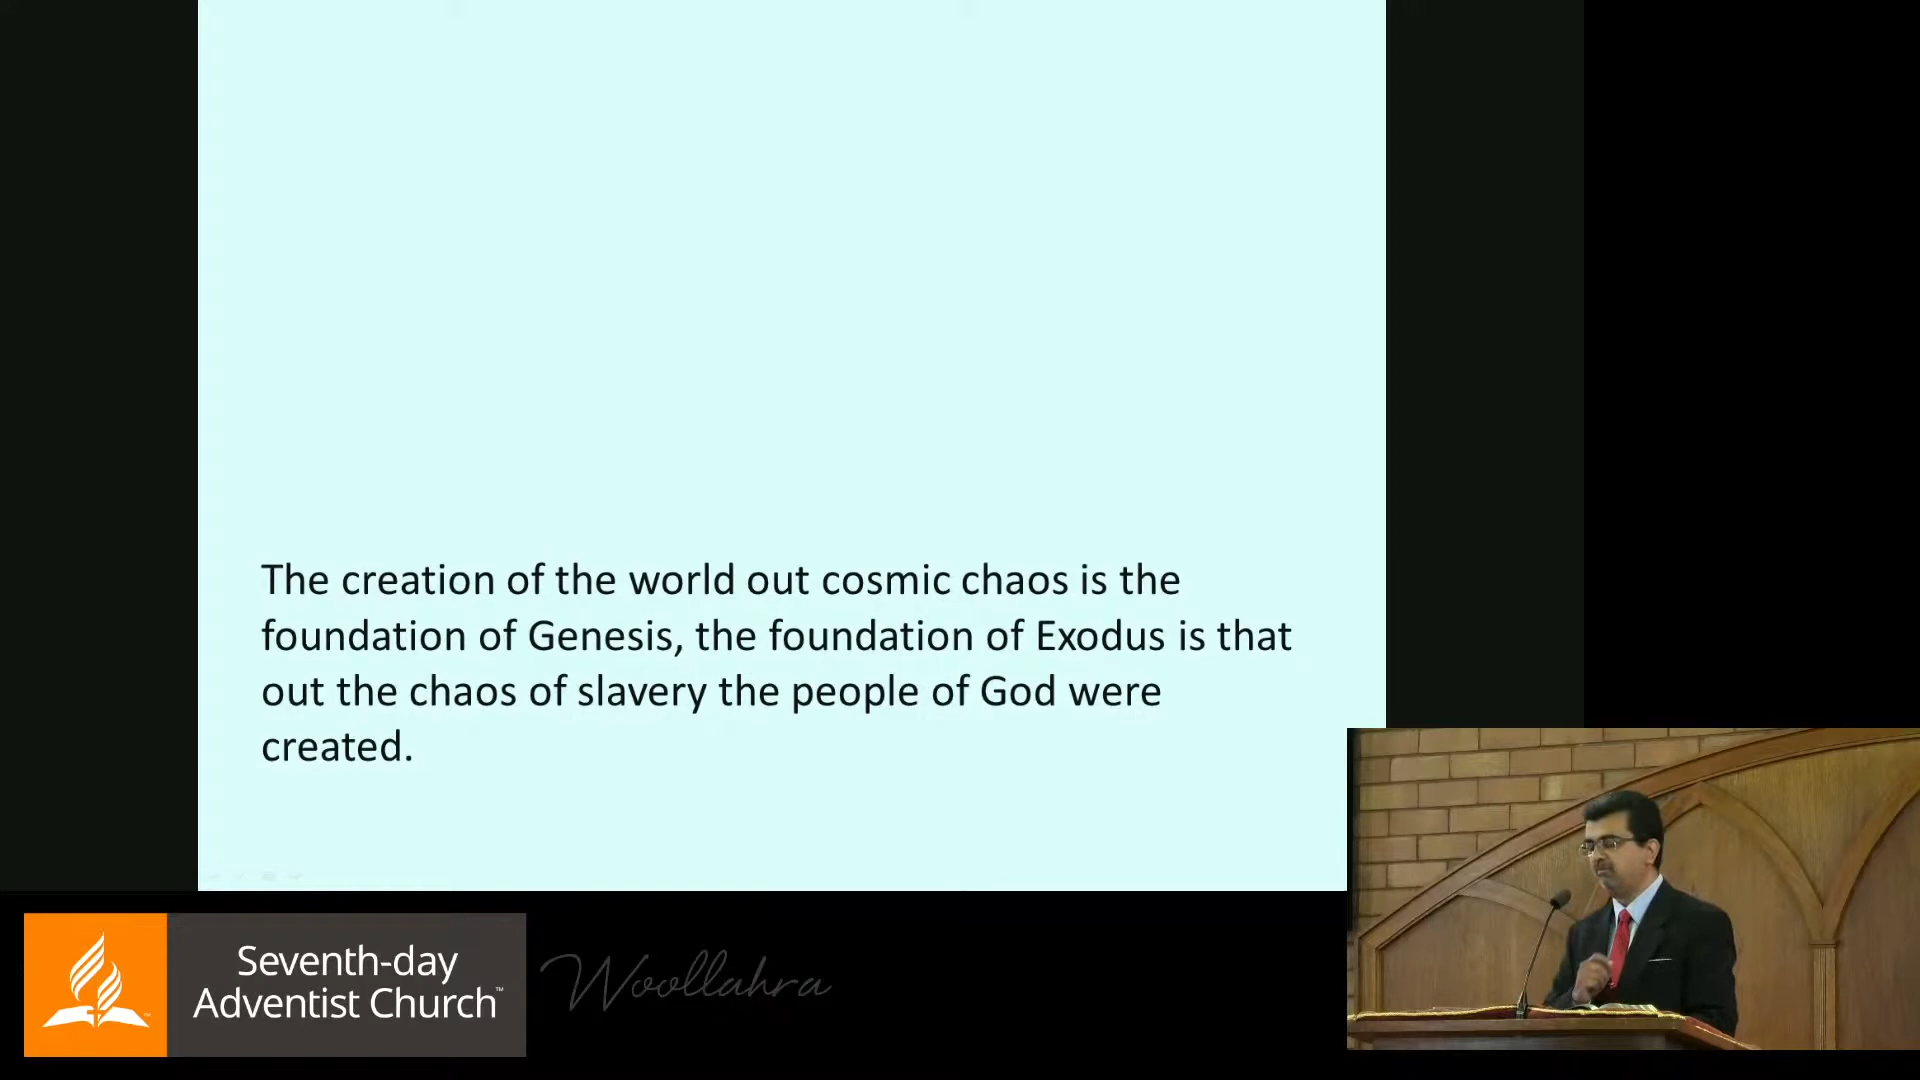 The creation of the world out cosmic chaos is the
foundation of Genesis, the foundation of Exodus is that
out the chaos of slavery the people of God were
created.
Seventh-day
Adventist Church™
Woollahra